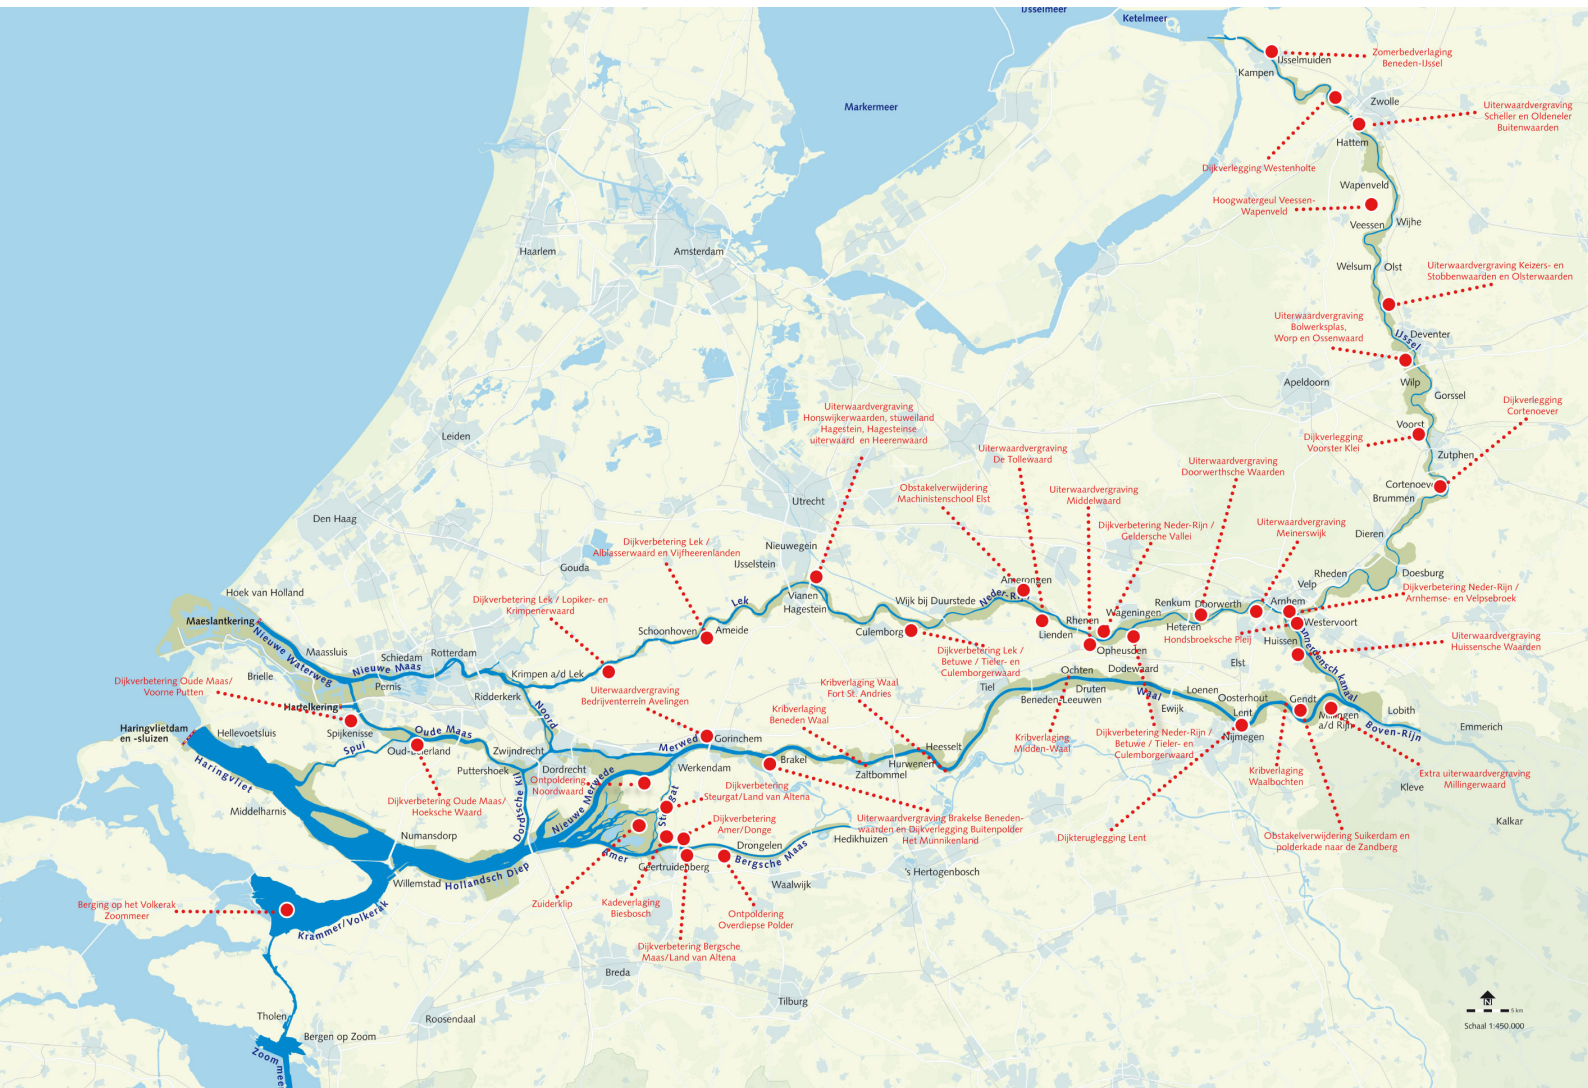 IJsselmeer
Ketelmeer
Markermeer
Zomerbedverlaging
Beneden-IJssel
IJsselmuiden
Kampen
Zwolle
Uiterwaardvergraving
Scheller en Oldeneler
Buitenwaarden
Hattem
Dijkverlegging Westenholte
Wapenveld
Hoogwatergeul Veessen-
Wapenveld
Veessen
Wijhe
Welsum
Olst
Uiterwaardvergraving Keizers- en
Stobbenwaarden en Olsterwaarden
Uiterwaardvergraving
Bolwerksplas,
Worp en Ossenwaard
IJssel
Deventer
Apeldoorn
Wilp
Gorssel
Dijkverlegging
Cortenoever
Voorst
Dijkverlegging
Voorster Klei
Zutphen
Cortenoever
Brummen
Dieren
Doesburg
Rheden
Velp
Haarlem
Amsterdam
Leiden
Den Haag
Utrecht
Nieuwegein
IJsselstein
Gouda
Uiterwaardvergraving
Honswijkerwaarden, stuweiland
Hagestein, Hagesteinse
uiterwaard en Heerenwaard
Uiterwaardvergraving
De Tollewaard
Obstakelverwijdering
Machinistenschool Elst
Uiterwaardvergraving
Middelwaard
Uiterwaardvergraving
Doorwerthsche Waarden
Dijkverbetering Neder-Rijn /
Geldersche Vallei
Uiterwaardvergraving
Meinerswijk
Dijkverbetering Lek /
Alblasserwaard en Vijfheerenlanden
Dijkverbetering Lek / Lopiker- en
Krimpenerwaard
Lek
Vianen
Hagestein
Wijk bij Duurstede
Neder-Rijn
Amerongen
Culemborg
Lienden
Rhenen
Wageningen
Opheusden
Renkum
Doorwerth
Heteren
Arnhem
Dijkverbetering Neder-Rijn /
Arnhemse- en Velpsebroek
Westervoort
Hondsbroeksche Pleij
Huissen
Uiterwaardvergraving
Huissensche Waarden
Pannerdensch kanaal
Elst
Dijkverbetering Lek /
Betuwe / Tieler- en
Culemborgerwaard
Schoonhoven
Ameide
Krimpen a/d Lek
Hoek van Holland
Maeslantkering
Nieuwe Waterweg
Maassluis
Brielle
Schiedam
Rotterdam
Nieuwe Maas
Pernis
Ridderkerk
Dijkverbetering Oude Maas/
Voorne Putten
Hartelkering
Haringvlietdam
en -sluizen
Hellevoetsluis
Spijkenisse
Spui
Oude Maas
Oud-Beierland
Zwijndrecht
Noord
Puttershoek
Dordrecht
Dijkverbetering Oude Maas/
Hoeksche Waard
Dordtsche Kil
Haringvliet
Middelharnis
Numansdorp
Willemstad
Hollandsch Diep
Berging op het Volkerak
Zoommeer
Krammer/Volkerak
Tholen
Bergen op Zoom
Zoommeer
Roosendaal
Breda
Tilburg
Uiterwaardvergraving
Bedrijventerrein Avelingen
Gorinchem
Merwede
Nieuwe Merwede
Werkendam
Ontpoldering
Noordwaard
Steurgat
Dijkverbetering
Steurgat/Land van Altena
Dijkverbetering
Amer/Donge
Amer
Geertruidenberg
Drongelen
Bergsche Maas
Waalwijk
Hedikhuizen
's Hertogenbosch
Zuiderklip
Kadeverlaging
Biesbosch
Ontpoldering
Overdiepse Polder
Dijkverbetering Bergsche
Maas/Land van Altena
Brakel
Uiterwaardvergraving Brakelse Beneden-
waarden en Dijkverlegging Buitenpolder
Het Munnikenland
Kribverlaging
Beneden Waal
Kribverlaging Waal
Fort St. Andries
Zaltbommel
Hurwenen
Heesselt
Tiel
Ochten
Dodewaard
Druten
Beneden-Leeuwen
Waal
Ewijk
Loenen
Oosterhout
Lent
Nijmegen
Gendt
Millingen
a/d Rijn
Lobith
Boven-Rijn
Emmerich
Kleve
Kalkar
Kribverlaging
Midden-Waal
Dijkverbetering Neder-Rijn /
Betuwe / Tieler- en
Culemborgerwaard
Dijkteruglegging Lent
Kribverlaging
Waalbochten
Extra uiterwaardvergraving
Millingerwaard
Obstakelverwijdering Suikerdam en
polderkade naar de Zandberg
N
5 km
Schaal 1:450.000